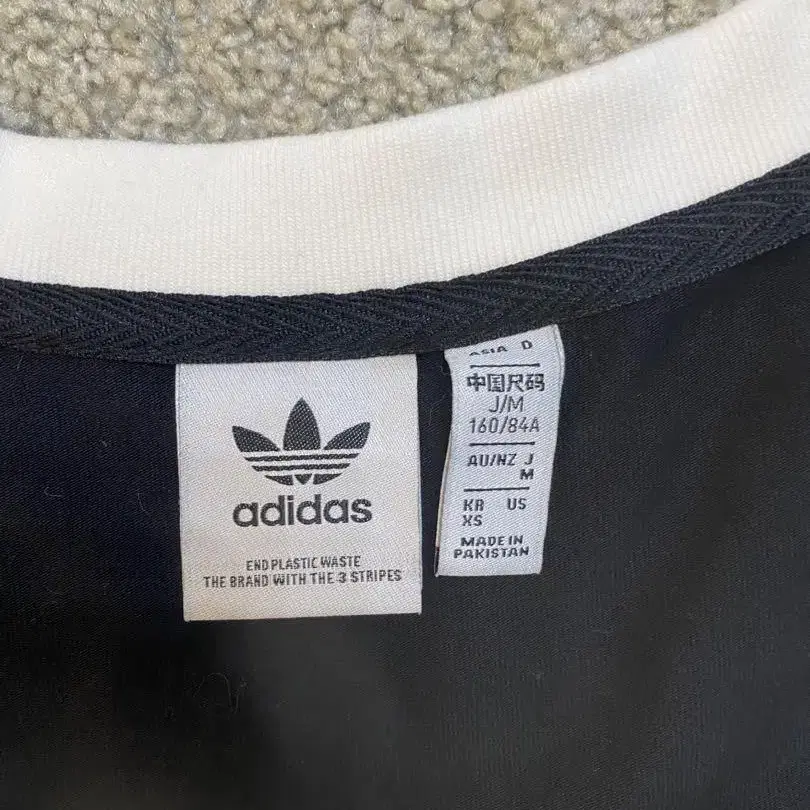 adidas
END PLASTIC WASTE
THE BRAND WITH THE 3 STRIPES
ASIA D
中国尺码
J/M
160/84A
AU/NZ J
M
KR US
XS
MADE IN
PAKISTAN